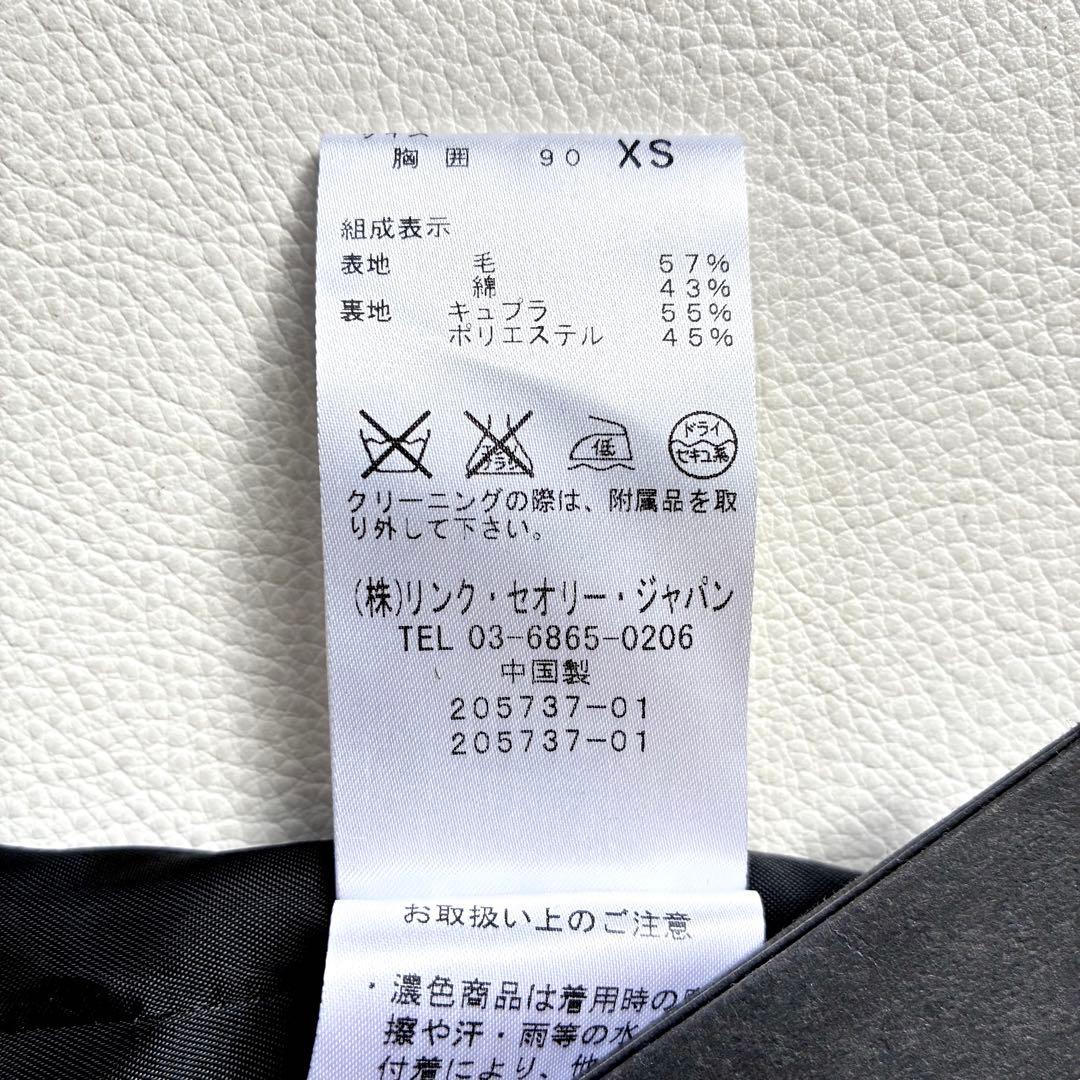 胸囲 90 XS
組成表示
表地 毛 57%
綿 43%
裏地 キュプラ 55%
ポリエステル 45%
低
ドライ
セキユ系
クリーニングの際は、附属品を取
り外して下さい。
(株)リンク・セオリー・ジャパン
TEL 03-6865-0206
中国製
205737-01
205737-01
お取扱い上のご注意
・濃色商品は着用時の
擦や汗・雨等の水
付着により、他